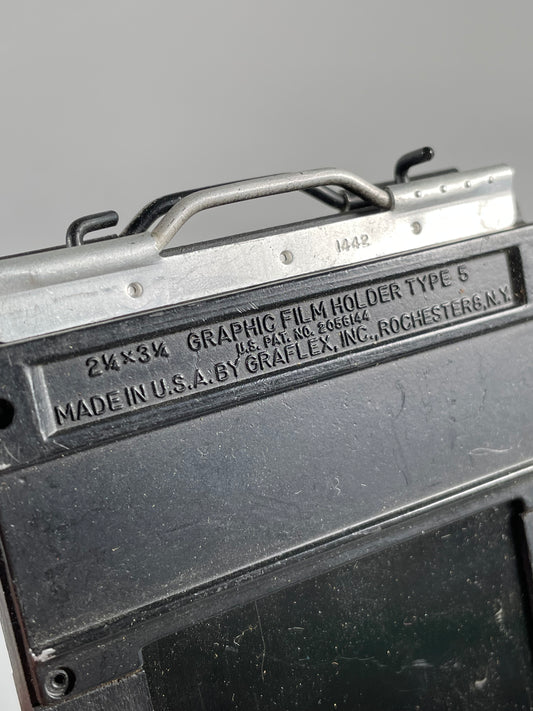 1442
2¼×3¼ GRAPHIC FILM HOLDER TYPE 5
U.S. PAT. NO. 2056144
MADE IN U.S.A. BY GRAFLEX, INC., ROCHESTER 6, N.Y.